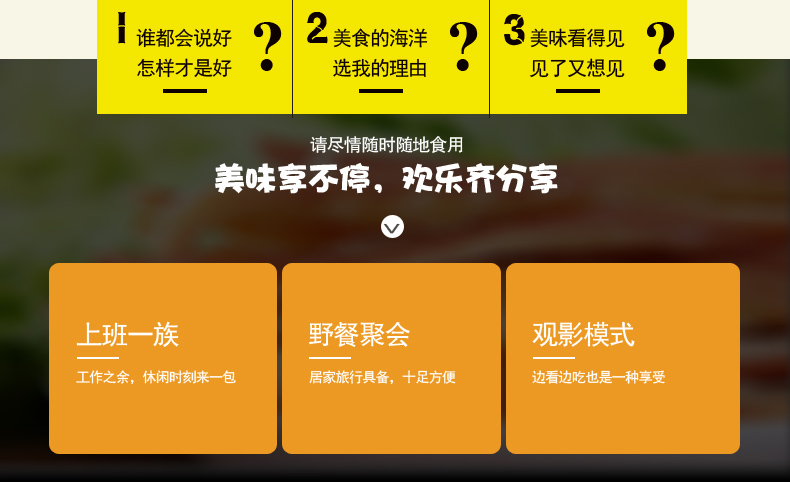 1 谁都会说好
怎样才是好 ?
2 美食的海洋
选我的理由 ?
3 美味看得见
见了又想见 ?
请尽情随时随地食用
美味享不停，欢乐齐分享
上班一族
工作之余，休闲时刻来一包
野餐聚会
居家旅行具备，十足方便
观影模式
边看边吃也是一种享受